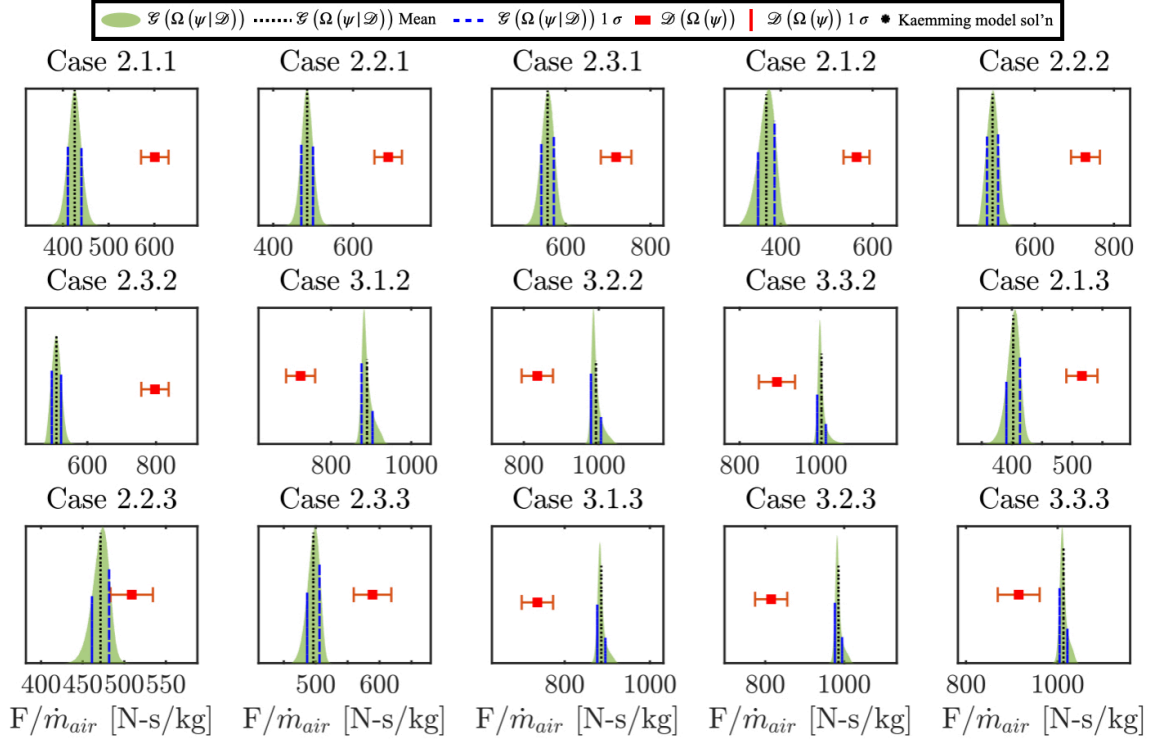 𝒢(Ω(ψ|𝒟)) 𝒢(Ω(ψ|𝒟)) Mean 𝒢(Ω(ψ|𝒟)) 1 σ 𝒟(Ω(ψ)) 𝒟(Ω(ψ)) 1 σ Kaemming model sol'n
Case 2.1.1 Case 2.2.1 Case 2.3.1 Case 2.1.2 Case 2.2.2
400 500 600 400 600 600 800 400 600 600 800
Case 2.3.2 Case 3.1.2 Case 3.2.2 Case 3.3.2 Case 2.1.3
600 800 800 1000 800 1000 800 1000 400 500
Case 2.2.3 Case 2.3.3 Case 3.1.3 Case 3.2.3 Case 3.3.3
400 450 500 550 500 600 800 1000 800 1000 800 1000
F/ṁ_air [N-s/kg] F/ṁ_air [N-s/kg] F/ṁ_air [N-s/kg] F/ṁ_air [N-s/kg] F/ṁ_air [N-s/kg]